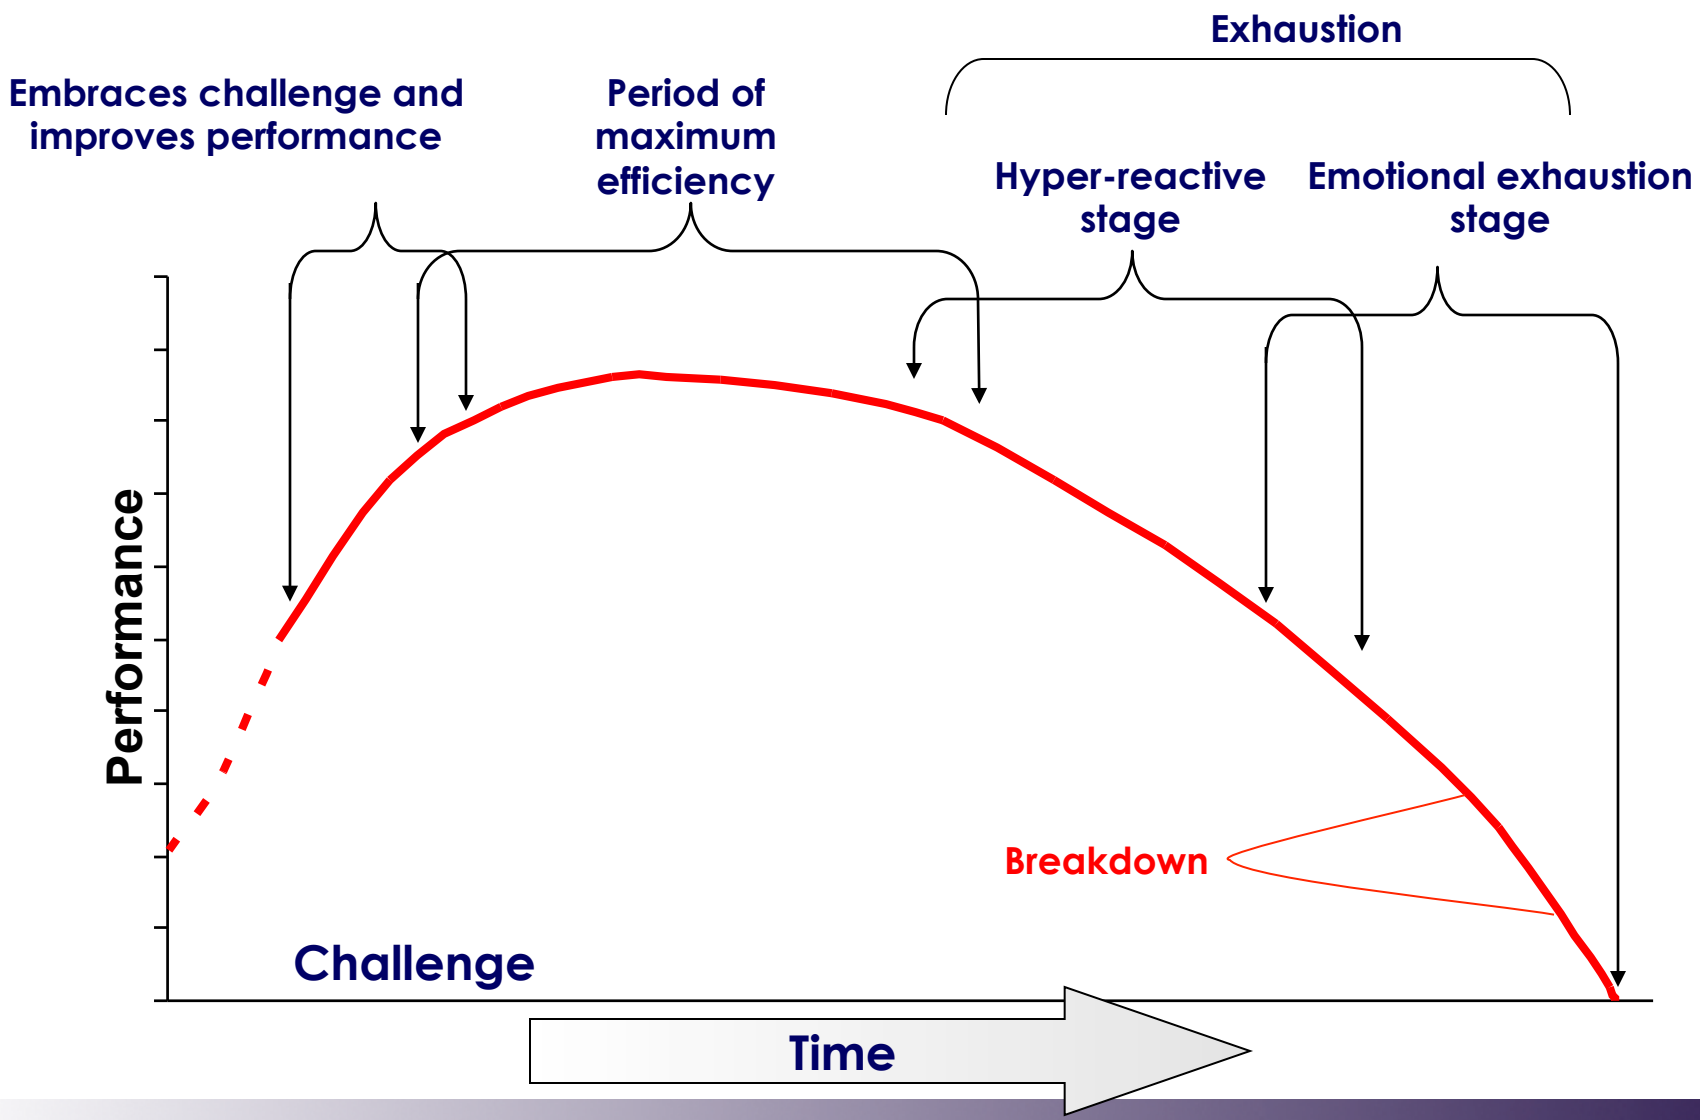 Exhaustion
Embraces challenge and
improves performance
Period of
maximum
efficiency
Hyper-reactive
stage
Emotional exhaustion
stage
Performance
Breakdown
Challenge
Time